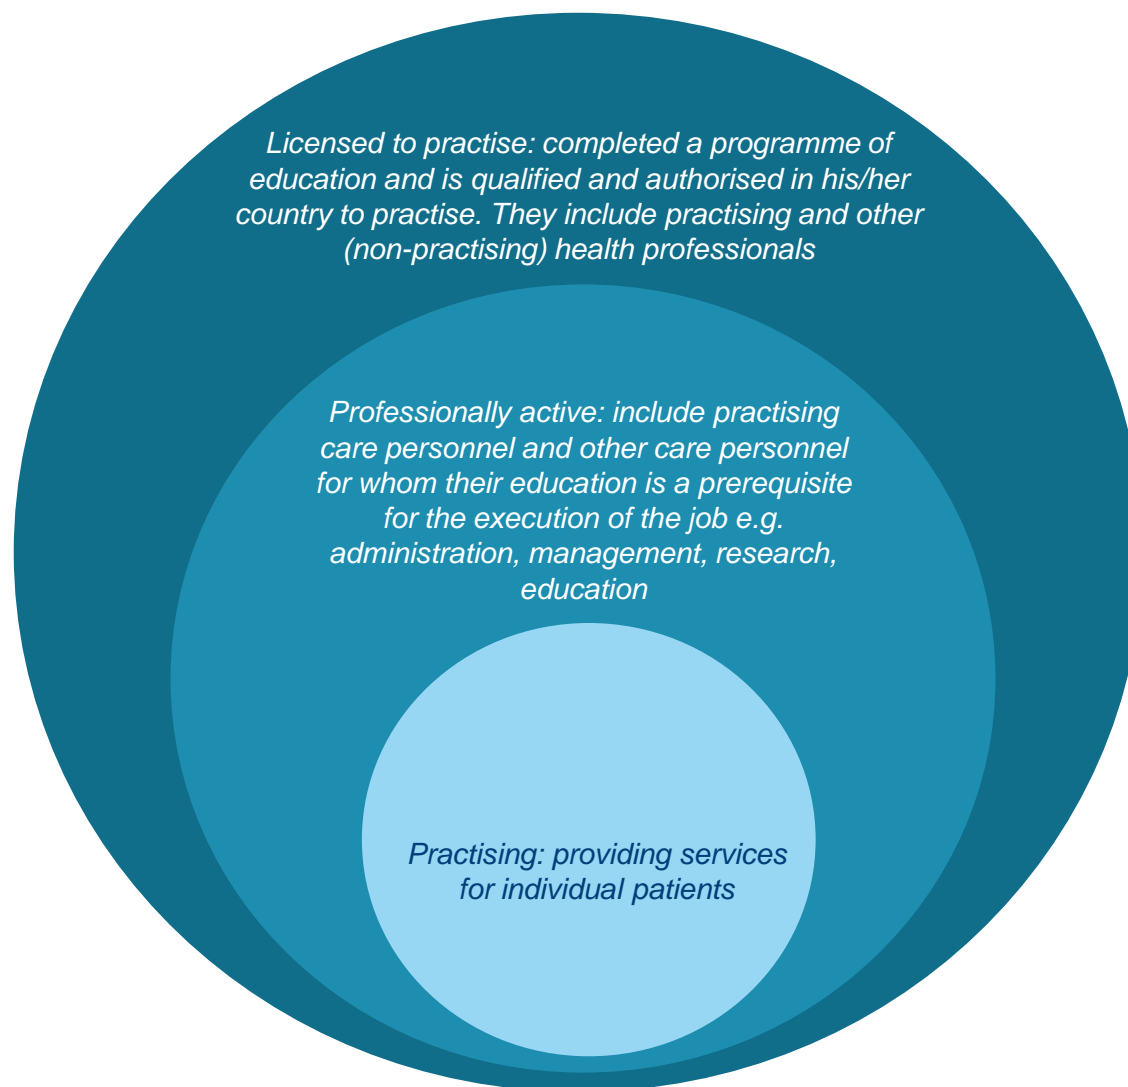 Licensed to practise: completed a programme of
education and is qualified and authorised in his/her
country to practise. They include practising and other
(non-practising) health professionals
Professionally active: include practising
care personnel and other care personnel
for whom their education is a prerequisite
for the execution of the job e.g.
administration, management, research,
education
Practising: providing services
for individual patients